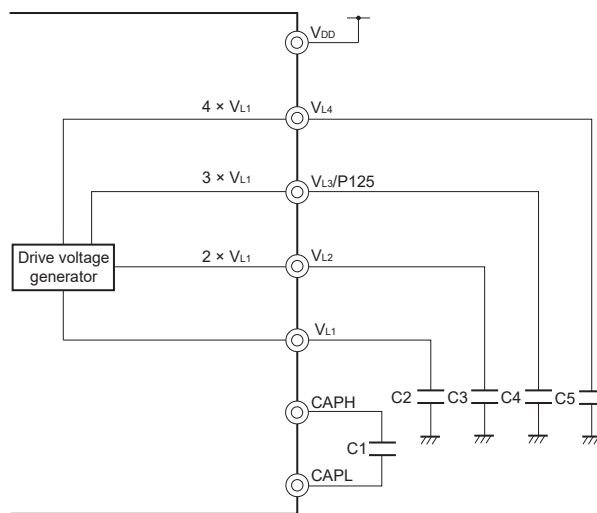 VDD
4 × VL1
VL4
3 × VL1
VL3/P125
Drive voltage
generator
2 × VL1
VL2
VL1
C2
C3
C4
C5
CAPH
C1
CAPL